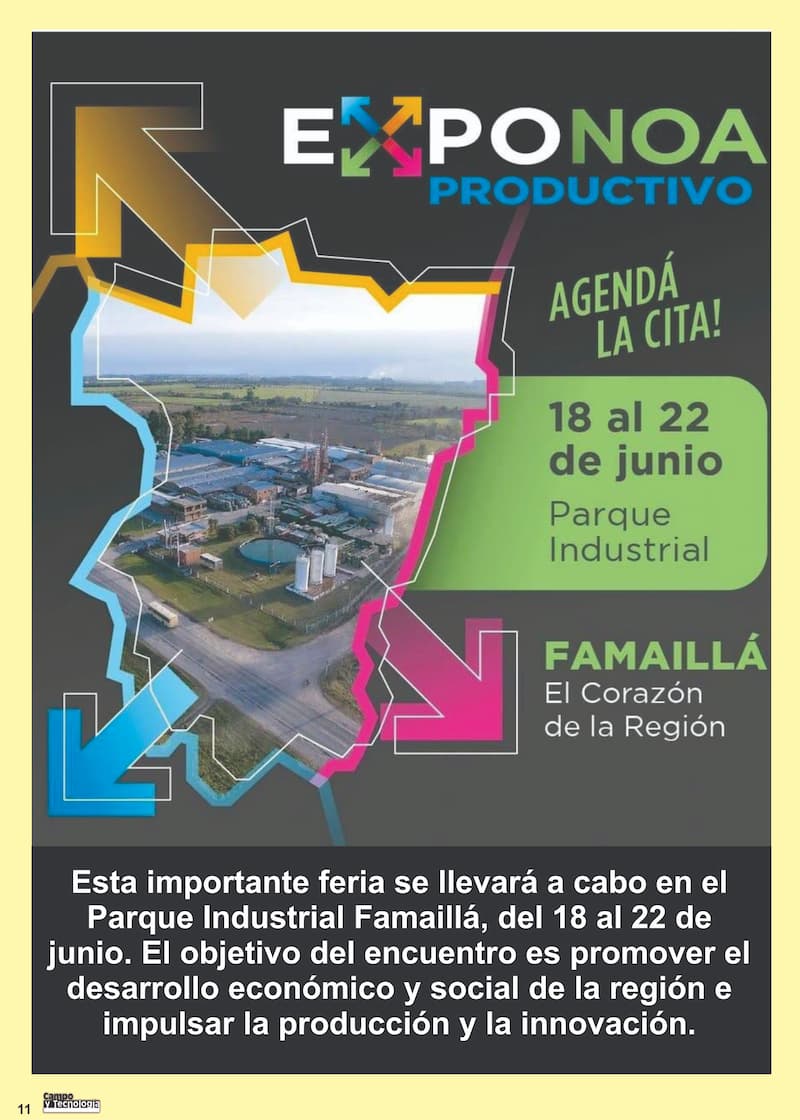 EXPONOA
PRODUCTIVO
AGENDÁ
LA CITA!
18 al 22
de junio
Parque
Industrial
FAMAILLÁ
El Corazón
de la Región
Esta importante feria se llevará a cabo en el
Parque Industrial Famaillá, del 18 al 22 de
junio. El objetivo del encuentro es promover el
desarrollo económico y social de la región e
impulsar la producción y la innovación.
11
Campo
y Tecnología